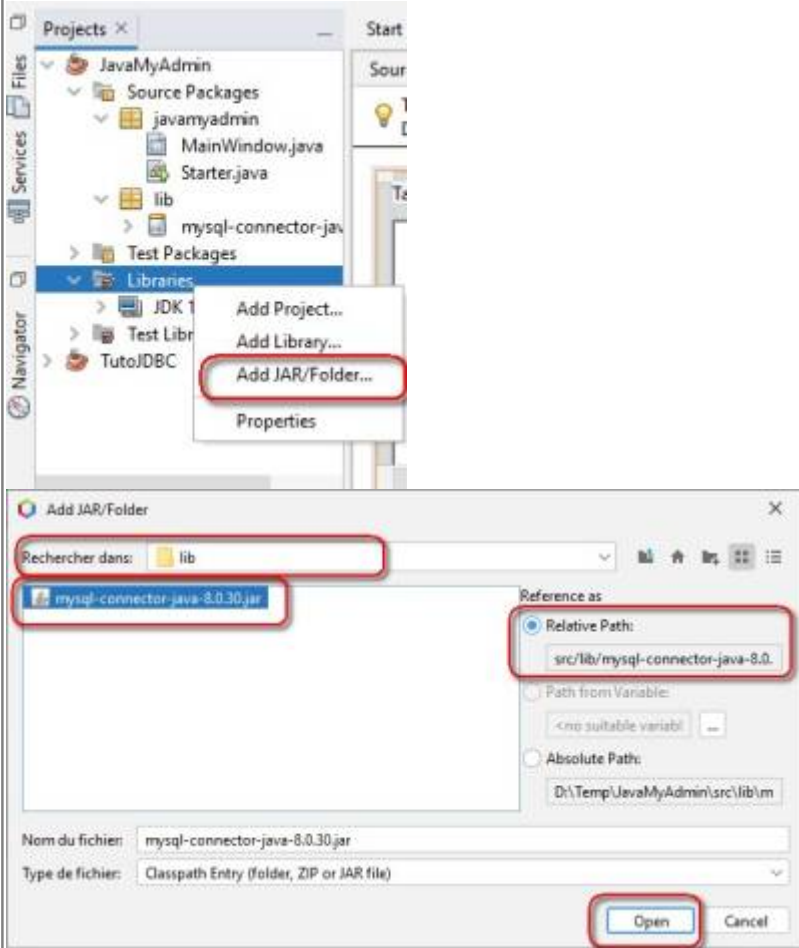 Projects ×
Start
Files
Services
Navigator
JavaMyAdmin
Sour
Source Packages
javamyadmin
MainWindow.java
Starter.java
lib
mysql-connector-jav
Test Packages
Libraries
JDK 1
Test Libr
TutoJDBC
Add Project...
Add Library...
Add JAR/Folder...
Properties
Add JAR/Folder
Rechercher dans: lib
mysql-connector-java-8.0.30.jar
Reference as
Relative Path:
src/lib/mysql-connector-java-8.0.
Path from Variable:
<no suitable variabl ...
Absolute Path:
D:\Temp\JavaMyAdmin\src\lib\m
Nom du fichier: mysql-connector-java-8.0.30.jar
Type de fichier: Classpath Entry (folder, ZIP or JAR file)
Open Cancel